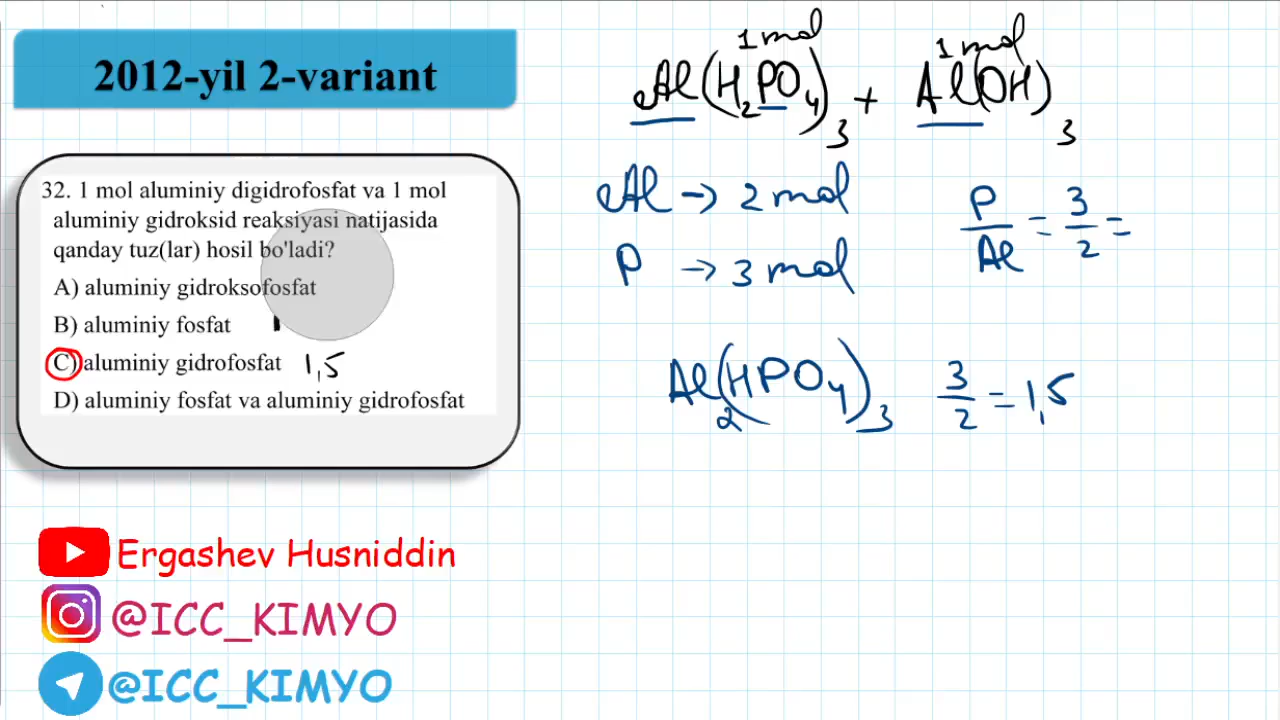 2012-yil 2-variant
32. 1 mol aluminiy digidrofosfat va 1 mol
aluminiy gidroksid reaksiyasi natijasida
qanday tuz(lar) hosil bo'ladi?
A) aluminiy gidroksofosfat
B) aluminiy fosfat 1
C) aluminiy gidrofosfat 1,5
D) aluminiy fosfat va aluminiy gidrofosfat
Ergashev Husniddin
@ICC_KIMYO
@ICC_KIMYO
1 mol 1 mol
Al(H₂PO₄)₃ + Al(OH)₃
Al → 2 mol
P → 3 mol
P/Al = 3/2 =
Al₂(HPO₄)₃ 3/2 = 1,5